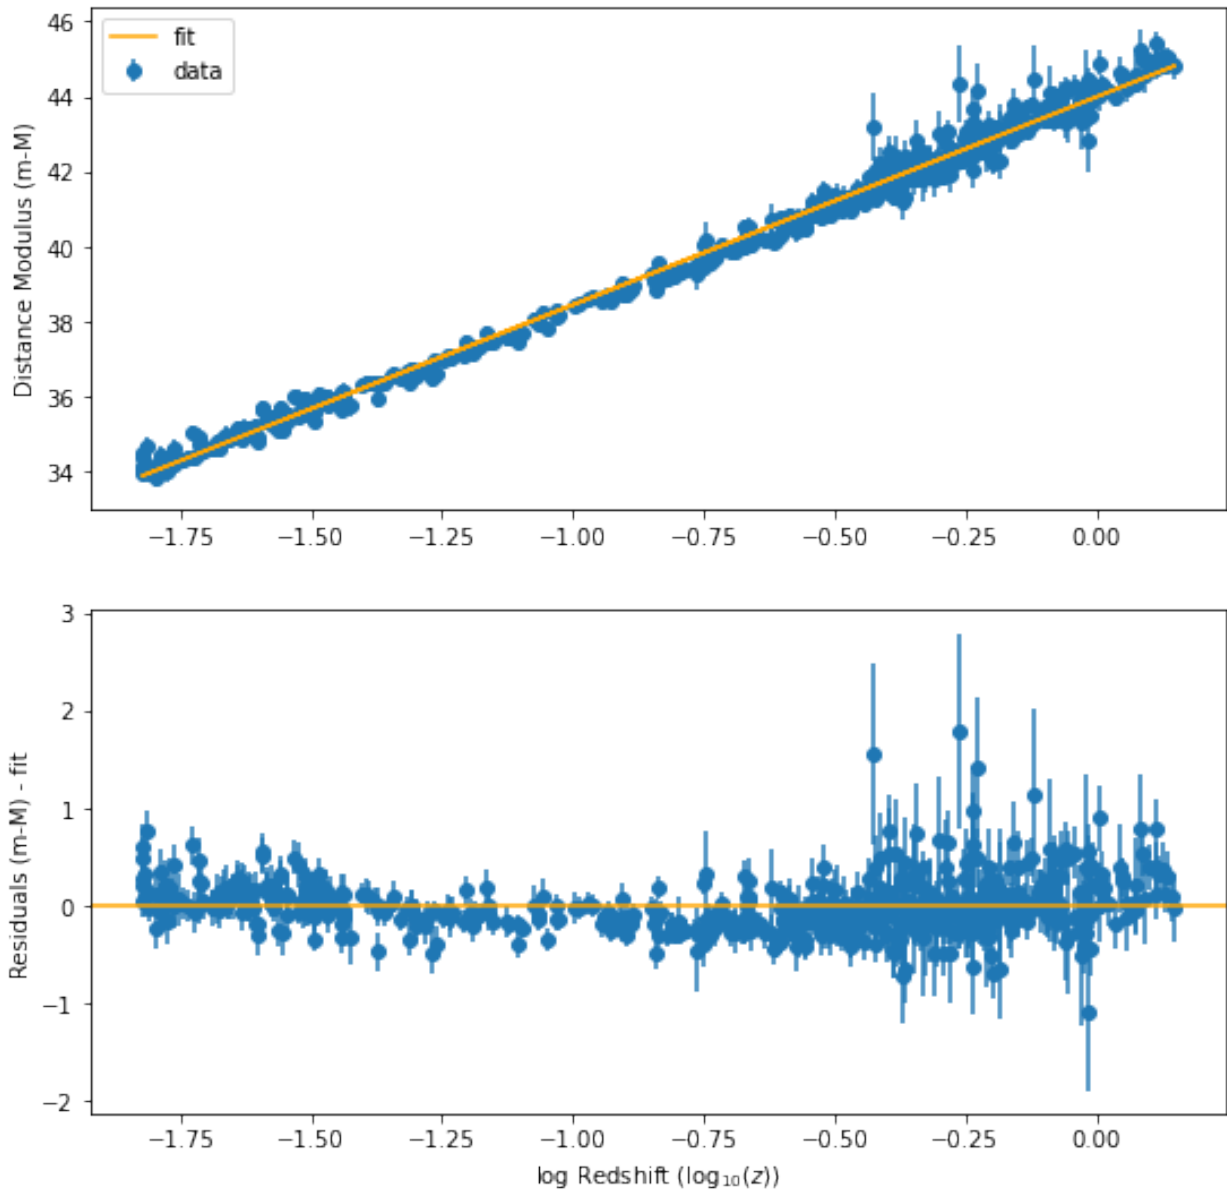 46
44
42
40
38
36
34
Distance Modulus (m-M)
fit
data
−1.75 −1.50 −1.25 −1.00 −0.75 −0.50 −0.25 0.00
3
2
1
0
−1
−2
Residuals (m-M) - fit
−1.75 −1.50 −1.25 −1.00 −0.75 −0.50 −0.25 0.00
log Redshift (log₁₀(z))